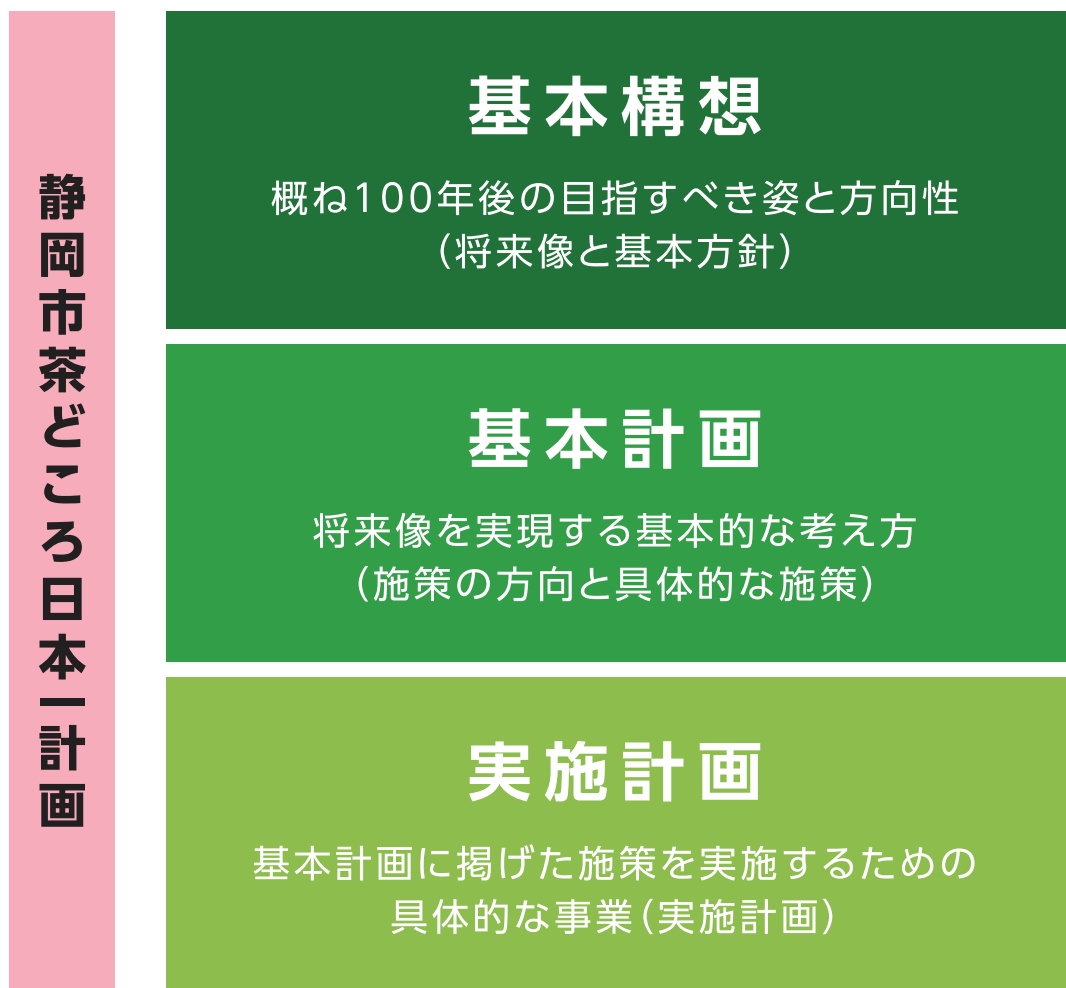 静岡市茶どころ日本一計画
基本構想
概ね100年後の目指すべき姿と方向性
（将来像と基本方針）
基本計画
将来像を実現する基本的な考え方
（施策の方向と具体的な施策）
実施計画
基本計画に掲げた施策を実施するための
具体的な事業（実施計画）